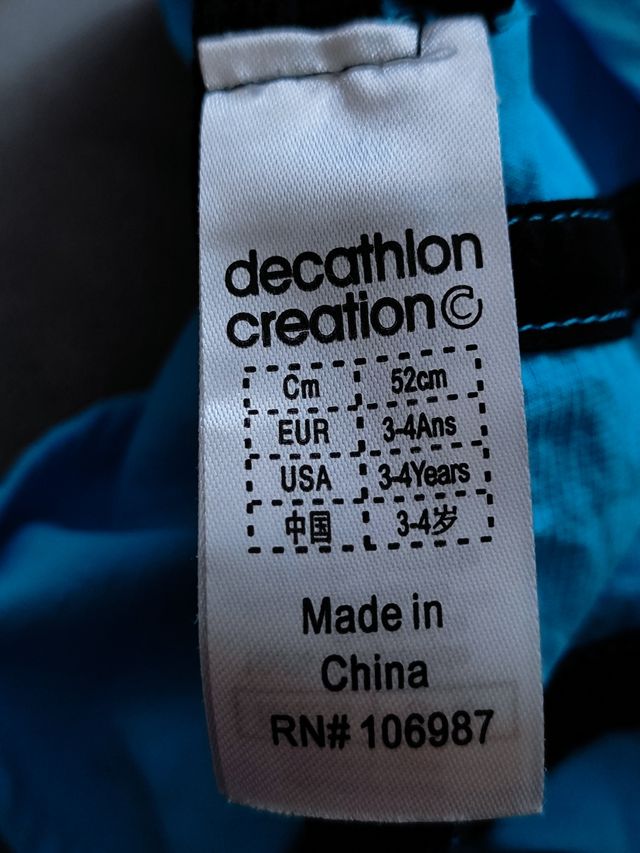 decathlon
creation©
Cm 52cm
EUR 3-4Ans
USA 3-4Years
中国 3-4岁
Made in
China
RN# 106987